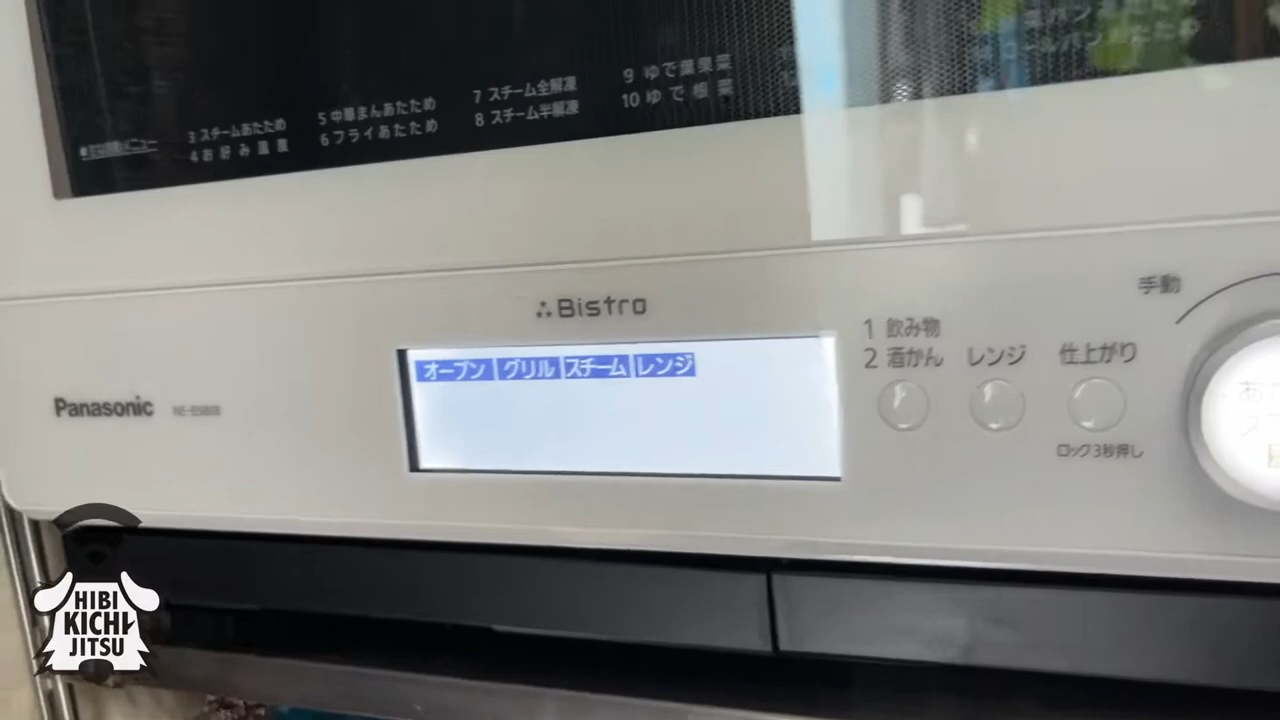 3 スチームあたため
4 お好み温度
5 中華まんあたため
6 フライあたため
7 スチーム全解凍
8 スチーム半解凍
9 ゆで葉果菜
10 ゆで根菜
Bistro
手動
1 飲み物
2 酒かん
レンジ
仕上がり
オーブン グリル スチーム レンジ
Panasonic
ロック3秒押し
HIBI
KICHI
JITSU